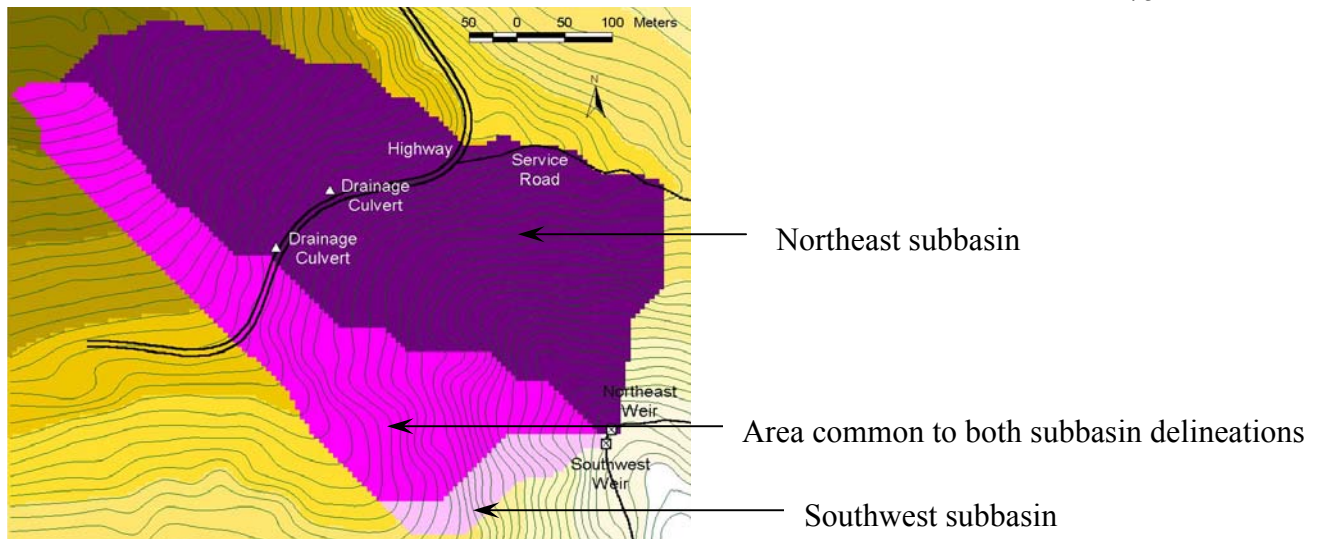 50 0 50 100 Meters
N
Highway
Service
Road
Drainage
Culvert
Drainage
Culvert
Northeast subbasin
Northeast
Weir
Area common to both subbasin delineations
Southwest
Weir
Southwest subbasin